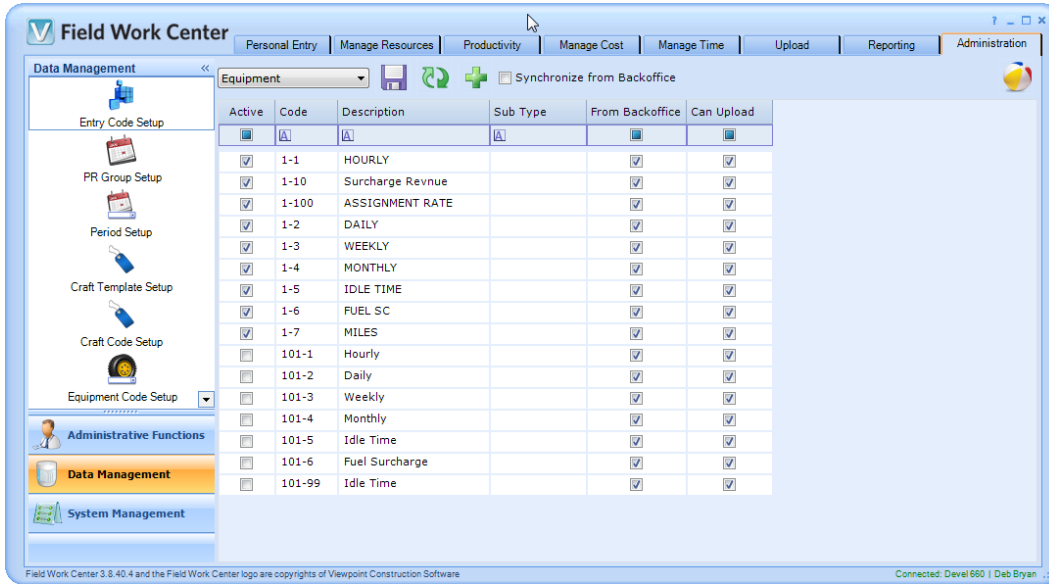 Field Work Center
? _ □ X
Personal Entry Manage Resources Productivity Manage Cost Manage Time Upload Reporting Administration
Data Management «
Entry Code Setup
PR Group Setup
Period Setup
Craft Template Setup
Craft Code Setup
Equipment Code Setup
Administrative Functions
Data Management
System Management
Equipment Synchronize from Backoffice
Active Code Description Sub Type From Backoffice Can Upload
A A A
1-1 HOURLY
1-10 Surcharge Revnue
1-100 ASSIGNMENT RATE
1-2 DAILY
1-3 WEEKLY
1-4 MONTHLY
1-5 IDLE TIME
1-6 FUEL SC
1-7 MILES
101-1 Hourly
101-2 Daily
101-3 Weekly
101-4 Monthly
101-5 Idle Time
101-6 Fuel Surcharge
101-99 Idle Time
Field Work Center 3.8.40.4 and the Field Work Center logo are copyrights of Viewpoint Construction Software
Connected: Devel 660 | Deb Bryan